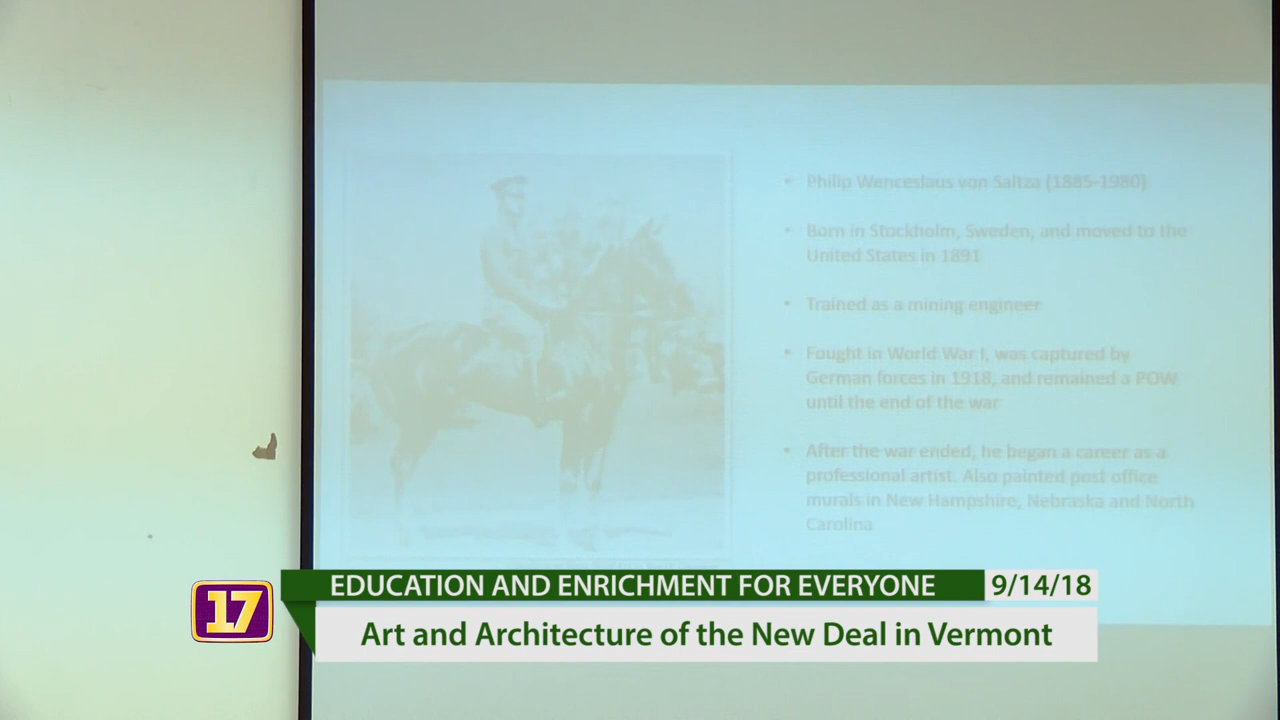 • Philip Wenceslaus von Saltza (1885-1980)
• Born in Stockholm, Sweden, and moved to the
United States in 1891
• Trained as a mining engineer
• Fought in World War I, was captured by
German forces in 1918, and remained a POW
until the end of the war
• After the war ended, he began a career as a
professional artist. Also painted post office
murals in New Hampshire, Nebraska and North
Carolina
17
EDUCATION AND ENRICHMENT FOR EVERYONE 9/14/18
Art and Architecture of the New Deal in Vermont